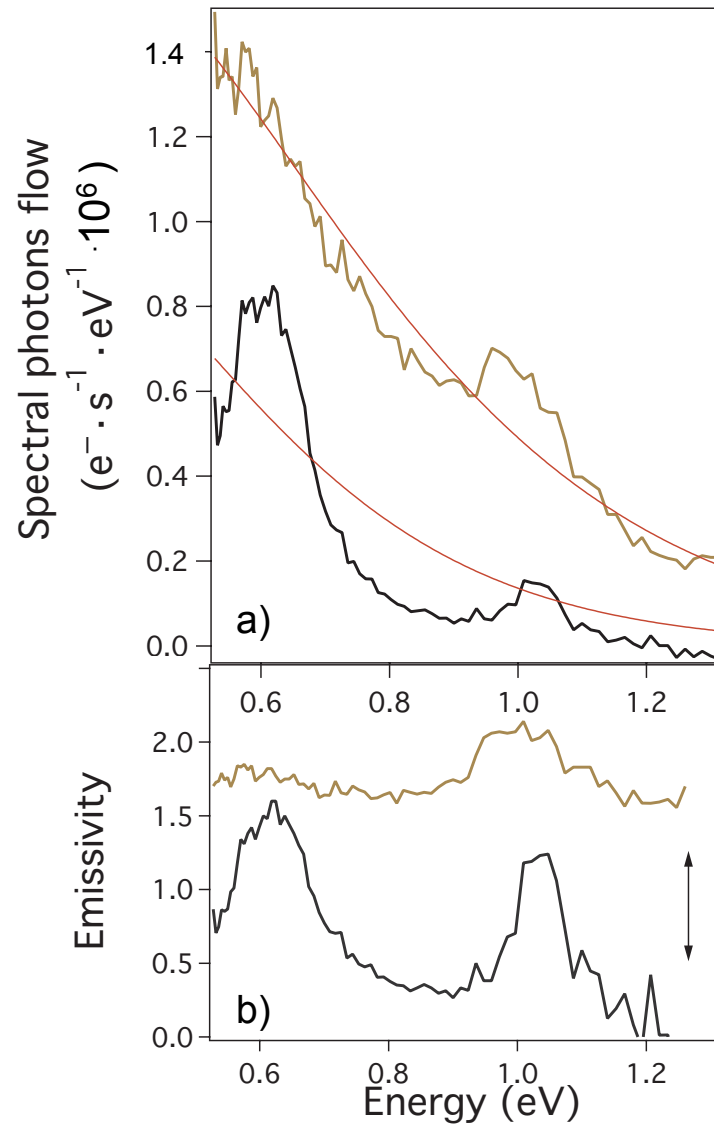 Spectral photons flow
(e⁻ · s⁻¹ · eV⁻¹ · 10⁶)
1.4
1.2
1.0
0.8
0.6
0.4
0.2
0.0
a)
0.6 0.8 1.0 1.2
Emissivity
2.0
1.5
1.0
0.5
0.0
b)
0.6 0.8 1.0 1.2
Energy (eV)